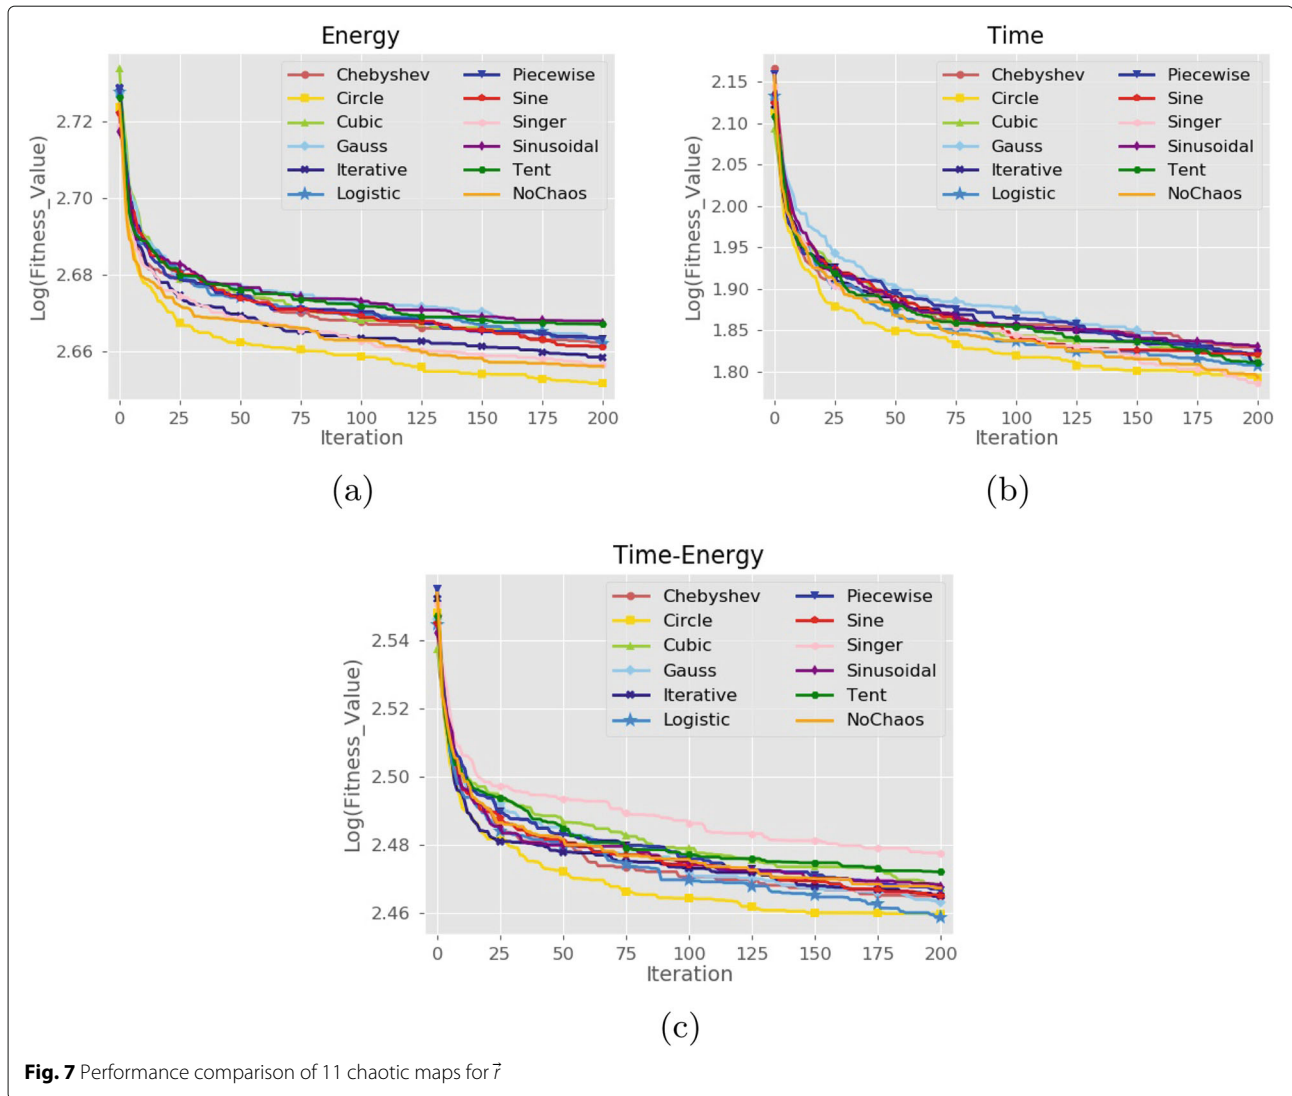 Energy
Log(Fitness_Value)
2.72
2.70
2.68
2.66
Chebyshev
Circle
Cubic
Gauss
Iterative
Logistic
Piecewise
Sine
Singer
Sinusoidal
Tent
NoChaos
0 25 50 75 100 125 150 175 200
Iteration
(a)
Time
Log(Fitness_Value)
2.15
2.10
2.05
2.00
1.95
1.90
1.85
1.80
Chebyshev
Circle
Cubic
Gauss
Iterative
Logistic
Piecewise
Sine
Singer
Sinusoidal
Tent
NoChaos
0 25 50 75 100 125 150 175 200
Iteration
(b)
Time-Energy
Log(Fitness_Value)
2.54
2.52
2.50
2.48
2.46
Chebyshev
Circle
Cubic
Gauss
Iterative
Logistic
Piecewise
Sine
Singer
Sinusoidal
Tent
NoChaos
0 25 50 75 100 125 150 175 200
Iteration
(c)
Fig. 7 Performance comparison of 11 chaotic maps for r⃗